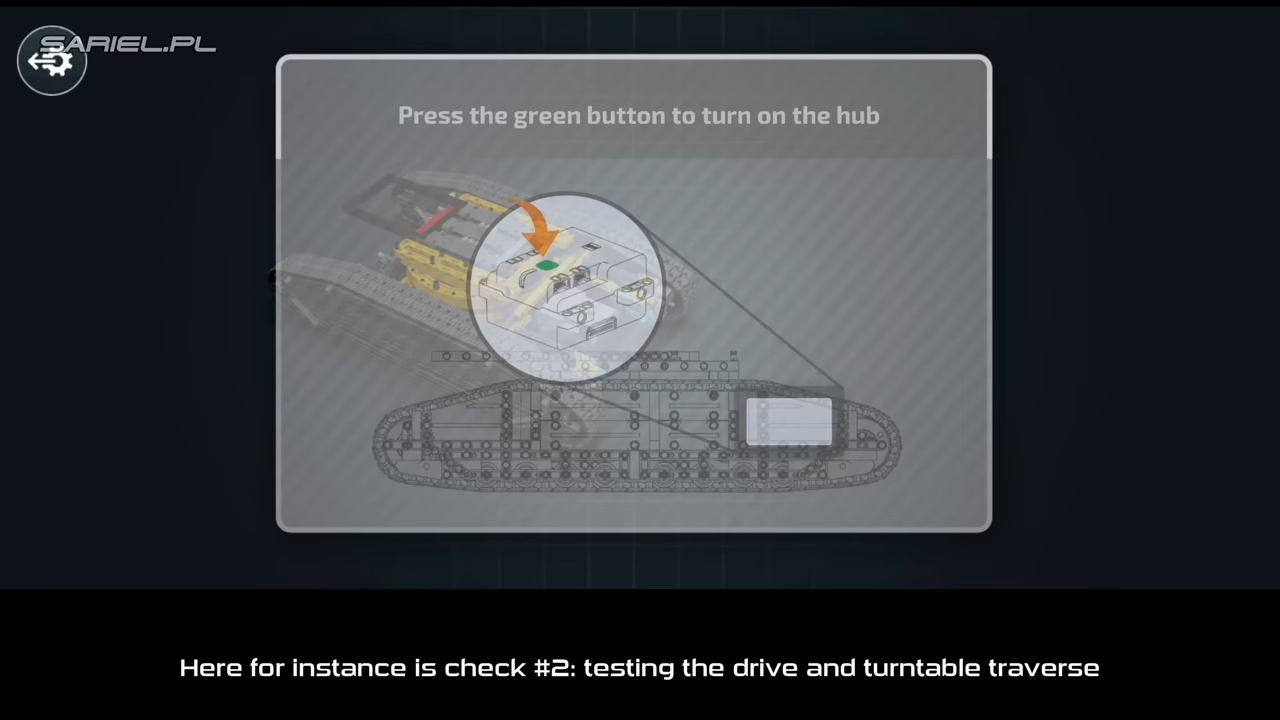 SARIEL.PL
Press the green button to turn on the hub
Here for instance is check #2: testing the drive and turntable traverse